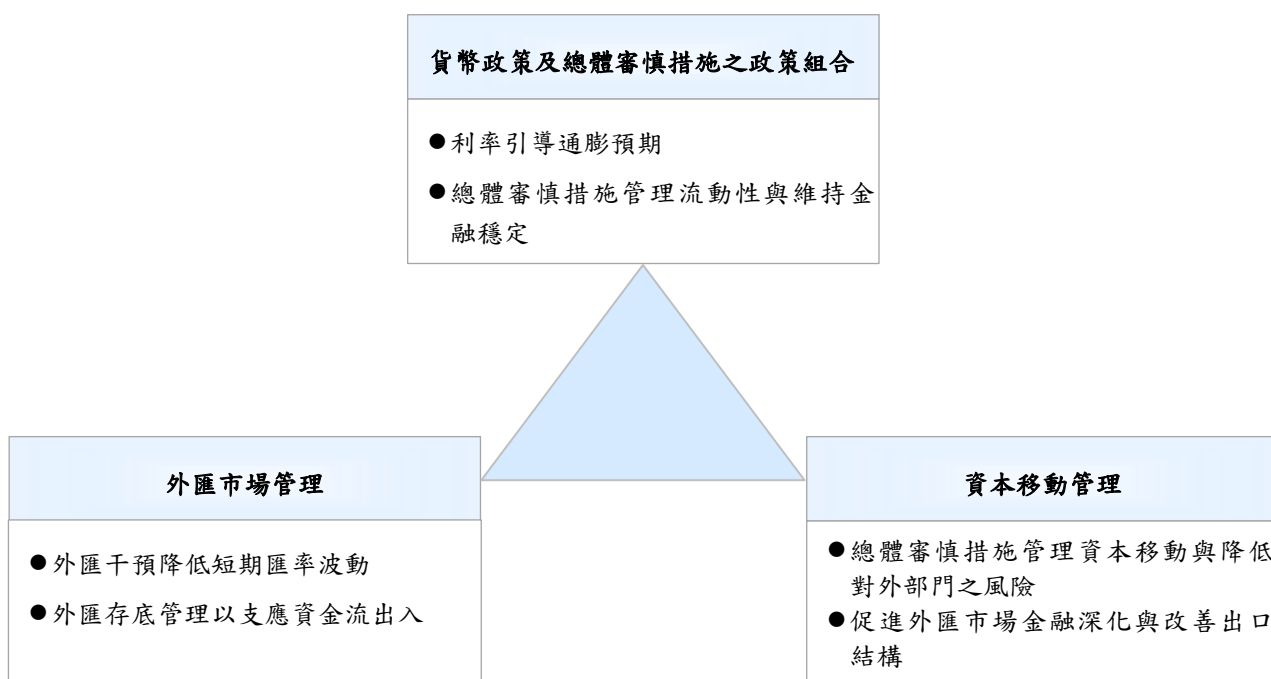 貨幣政策及總體審慎措施之政策組合
●利率引導通膨預期
●總體審慎措施管理流動性與維持金
融穩定
外匯市場管理
●外匯干預降低短期匯率波動
●外匯存底管理以支應資金流出入
資本移動管理
●總體審慎措施管理資本移動與降低
對外部門之風險
●促進外匯市場金融深化與改善出口
結構